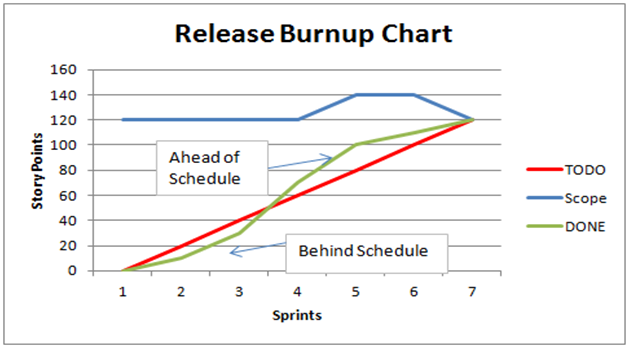 Release Burnup Chart
160
140
120
100
80
60
40
20
0
Story Points
Ahead of
Schedule
Behind Schedule
1 2 3 4 5 6 7
Sprints
TODO
Scope
DONE